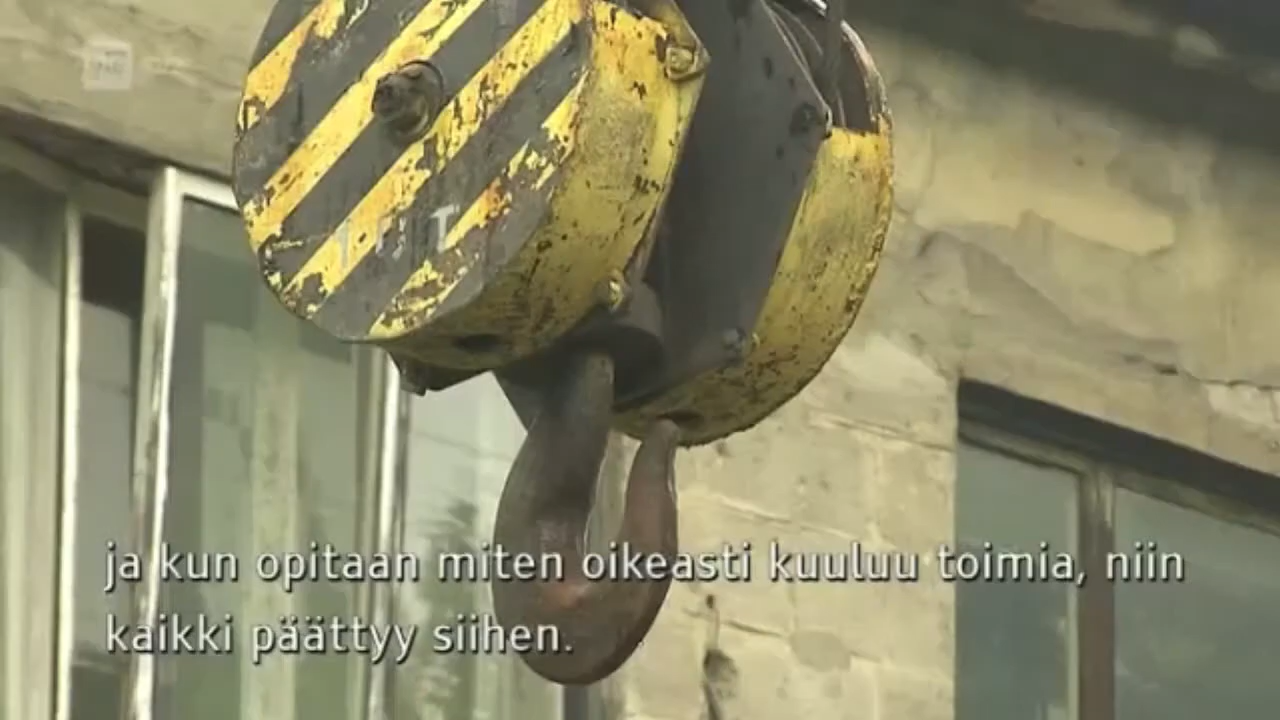 ja kun opitaan miten oikeasti kuuluu toimia, niin
kaikki päättyy siihen.